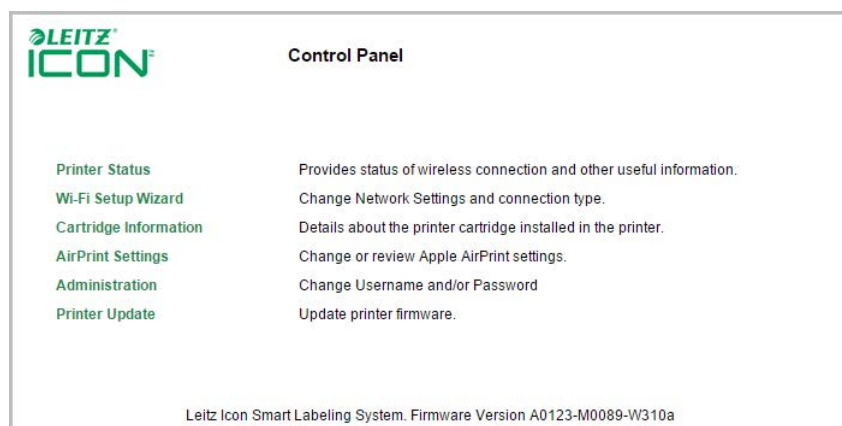 LEITZ®
ICON™
Control Panel
Printer Status Provides status of wireless connection and other useful information.
Wi-Fi Setup Wizard Change Network Settings and connection type.
Cartridge Information Details about the printer cartridge installed in the printer.
AirPrint Settings Change or review Apple AirPrint settings.
Administration Change Username and/or Password
Printer Update Update printer firmware.
Leitz Icon Smart Labeling System. Firmware Version A0123-M0089-W310a